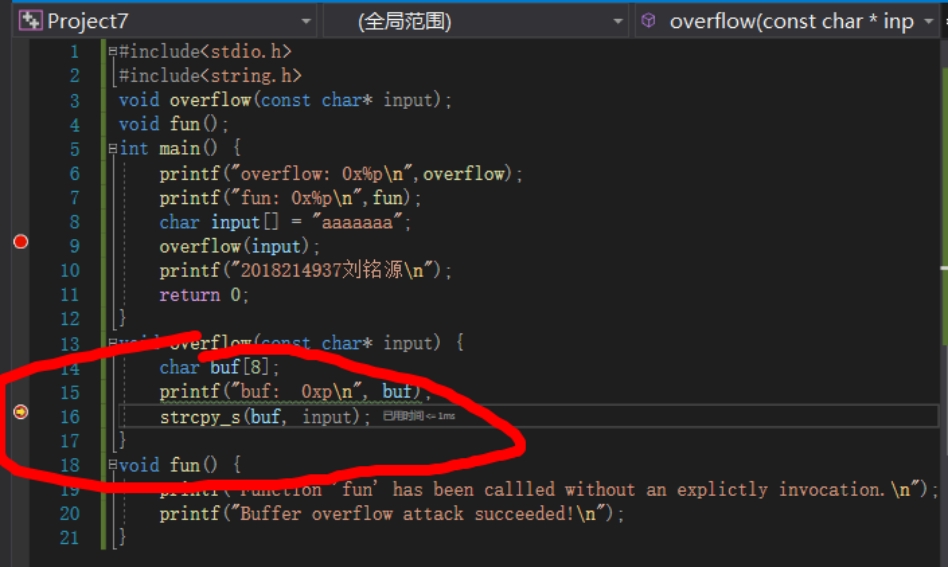 Project7 (全局范围) overflow(const char * inp
1 #include<stdio.h>
2 #include<string.h>
3 void overflow(const char* input);
4 void fun();
5 int main() {
6 printf("overflow: 0x%p\n",overflow);
7 printf("fun: 0x%p\n",fun);
8 char input[] = "aaaaaaa";
9 overflow(input);
10 printf("2018214937刘铭源\n");
11 return 0;
12 }
13 void overflow(const char* input) {
14 char buf[8];
15 printf("buf: 0xp\n", buf);
16 strcpy_s(buf, input); 已用时间<=1ms
17 }
18 void fun() {
19 printf("Function 'fun' has been callled without an explictly invocation.\n");
20 printf("Buffer overflow attack succeeded!\n");
21 }